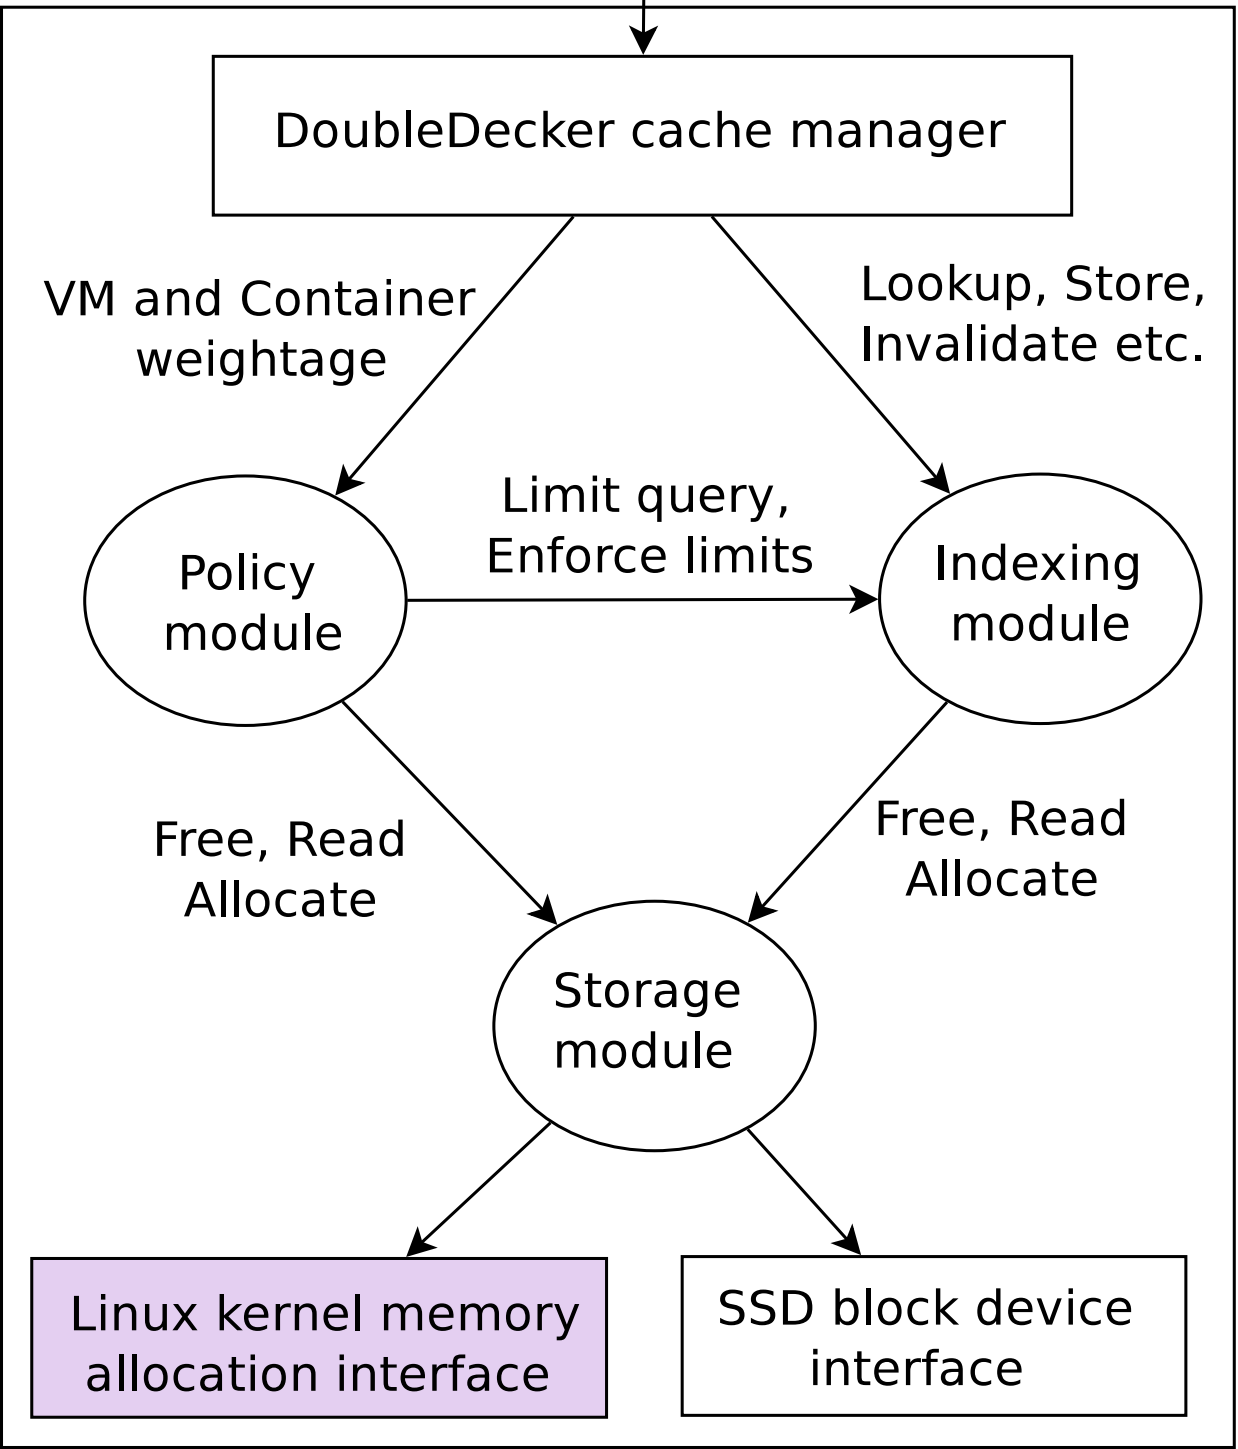 DoubleDecker cache manager
VM and Container
weightage
Lookup, Store,
Invalidate etc.
Limit query,
Enforce limits
Policy
module
Indexing
module
Free, Read
Allocate
Free, Read
Allocate
Storage
module
Linux kernel memory
allocation interface
SSD block device
interface